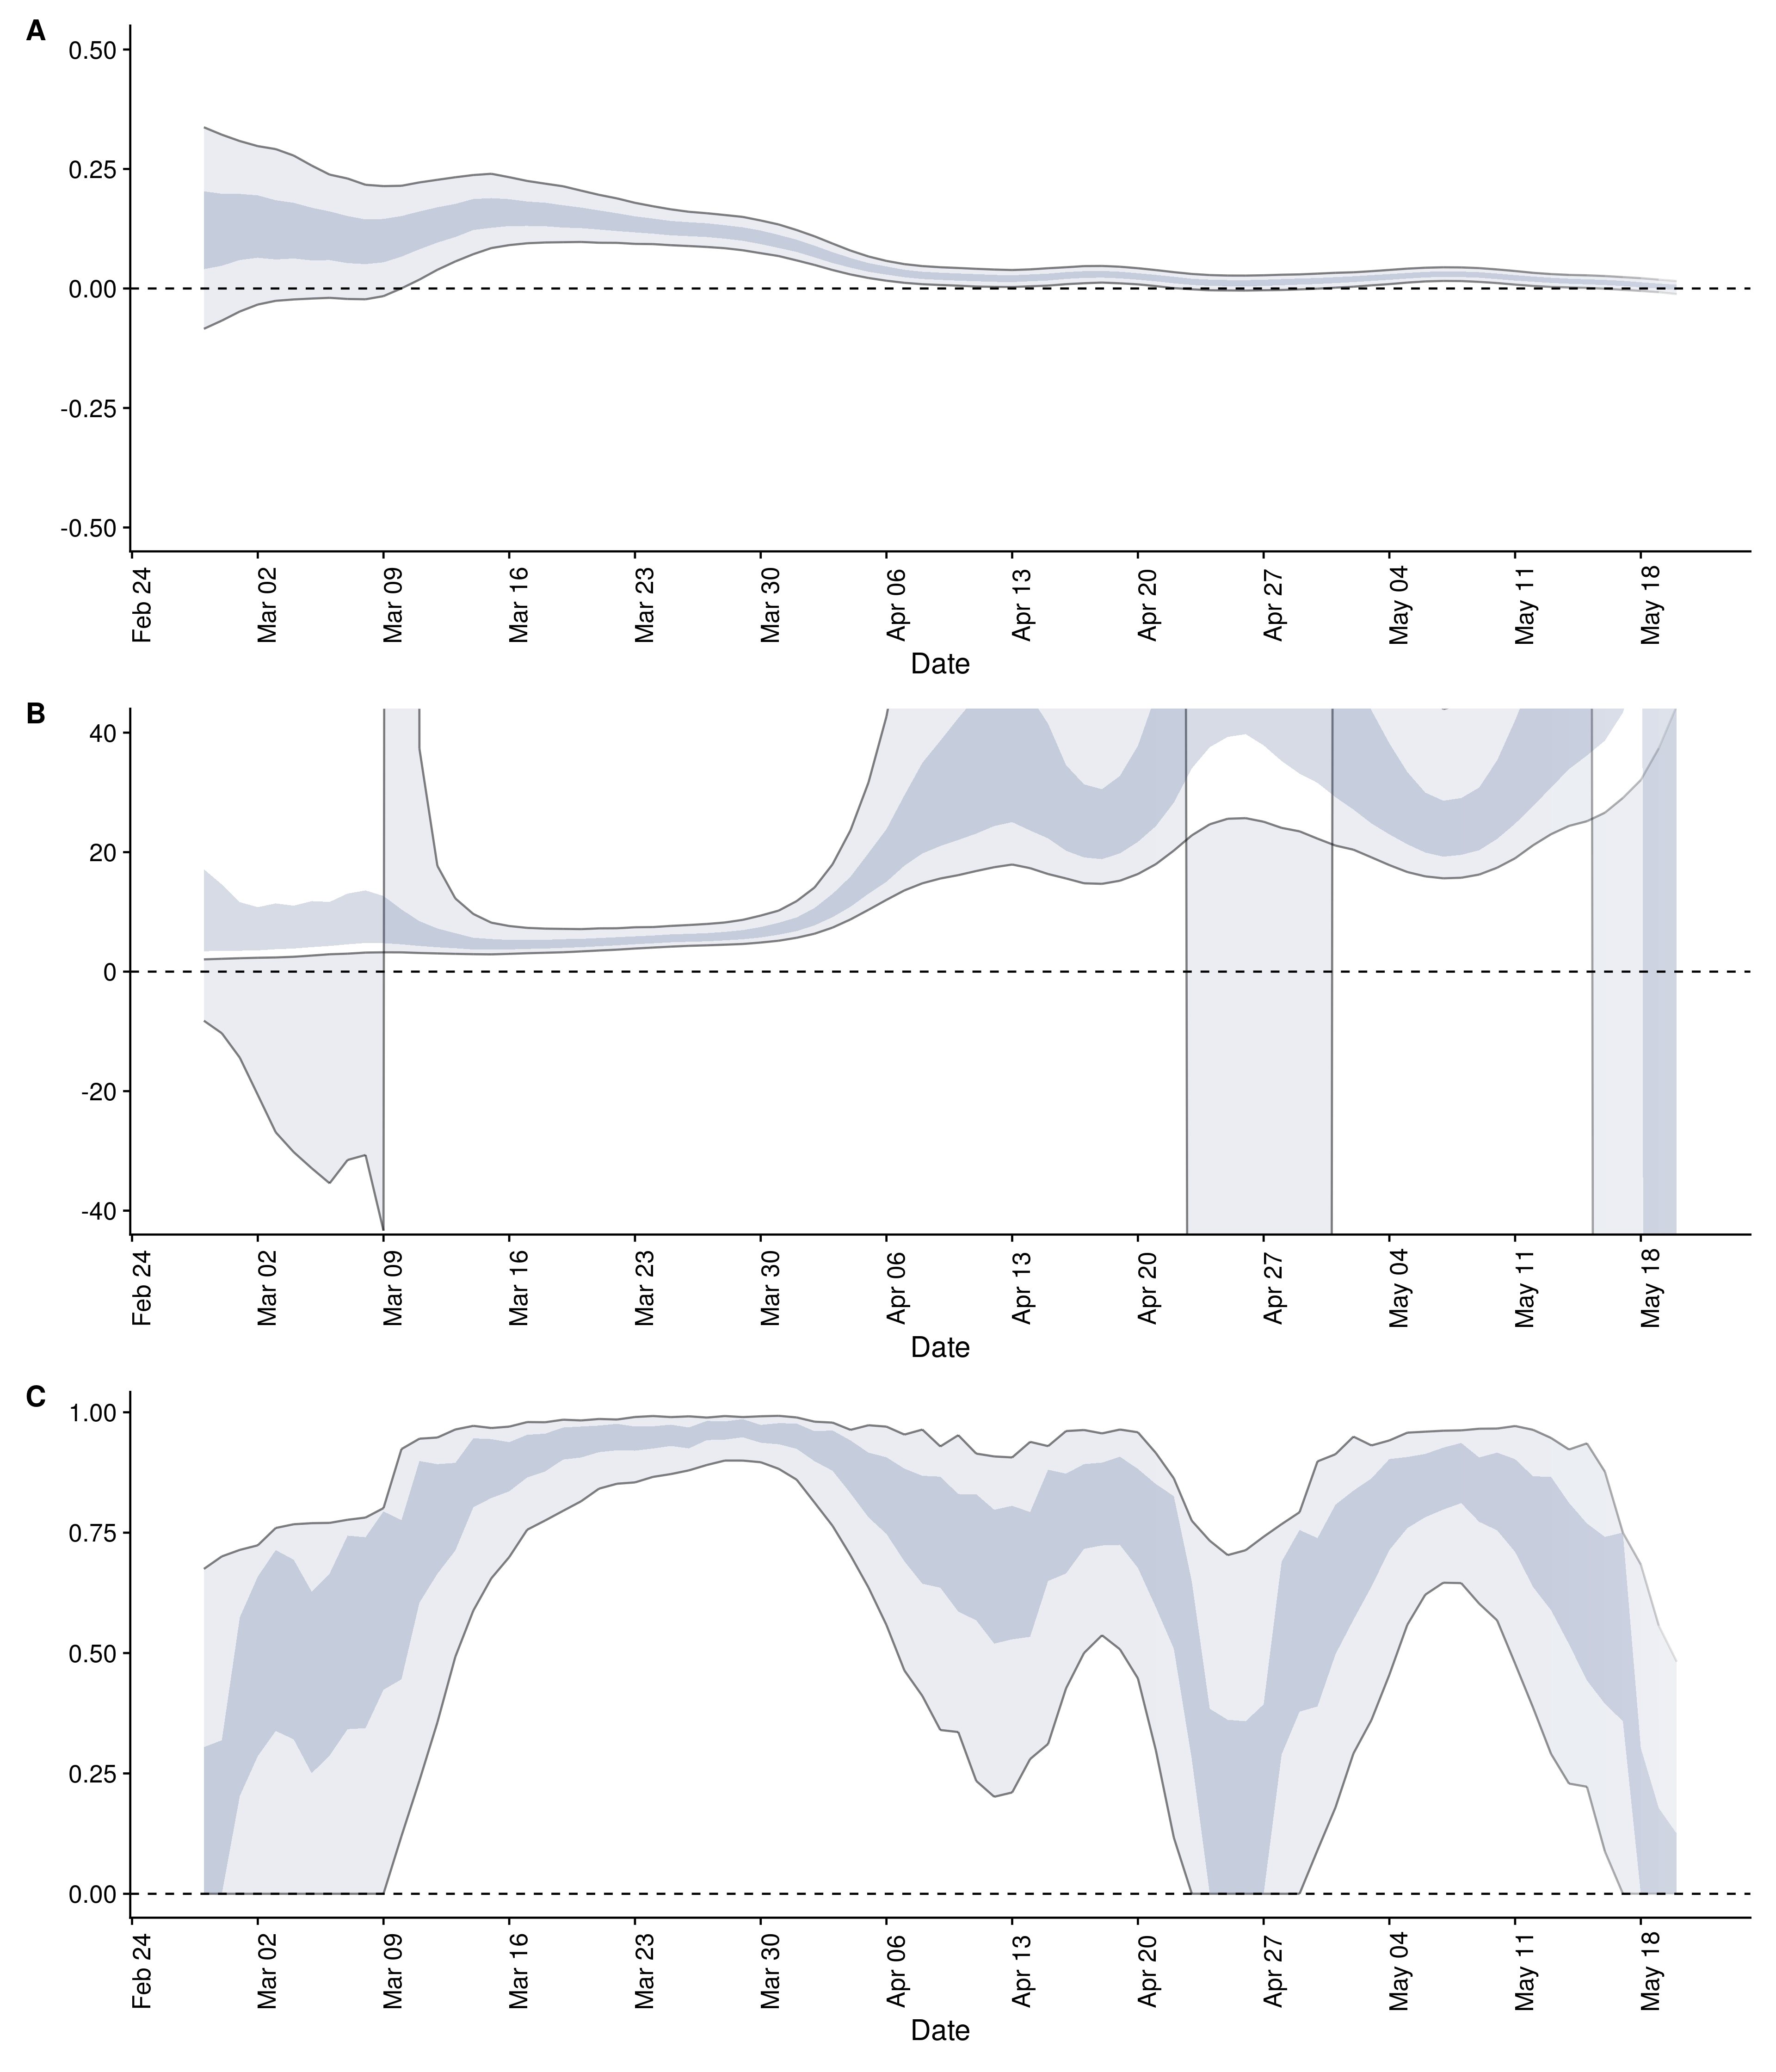 A
0.50
0.25
0.00
-0.25
-0.50
Feb 24
Mar 02
Mar 09
Mar 16
Mar 23
Mar 30
Apr 06
Apr 13
Apr 20
Apr 27
May 04
May 11
May 18
Date
B
40
20
0
-20
-40
Feb 24
Mar 02
Mar 09
Mar 16
Mar 23
Mar 30
Apr 06
Apr 13
Apr 20
Apr 27
May 04
May 11
May 18
Date
C
1.00
0.75
0.50
0.25
0.00
Feb 24
Mar 02
Mar 09
Mar 16
Mar 23
Mar 30
Apr 06
Apr 13
Apr 20
Apr 27
May 04
May 11
May 18
Date